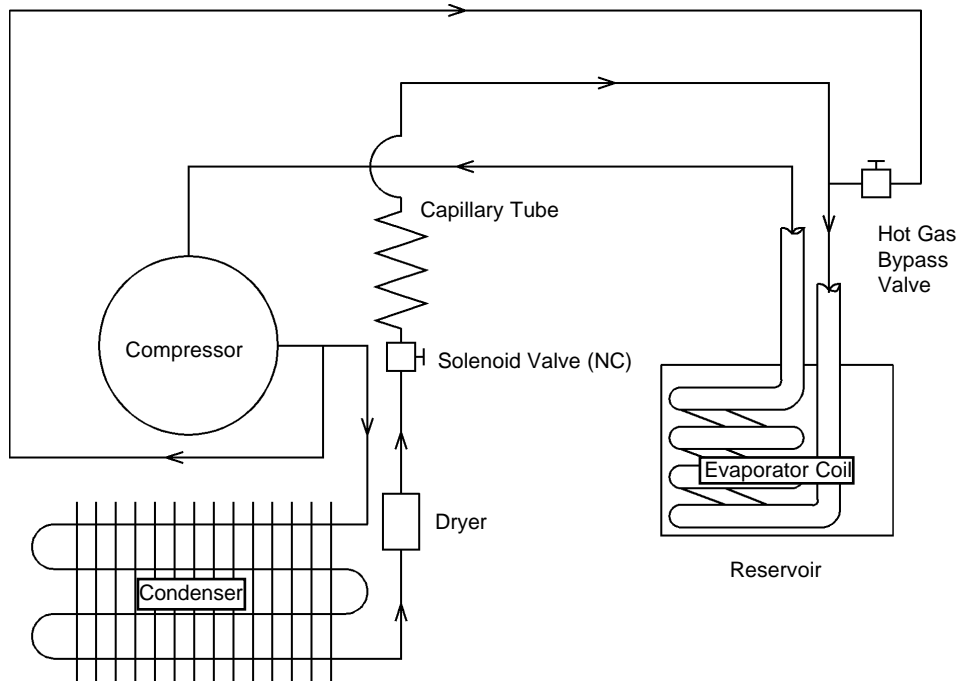 Capillary Tube
Hot Gas
Bypass
Valve
Compressor
Solenoid Valve (NC)
Evaporator Coil
Dryer
Reservoir
Condenser